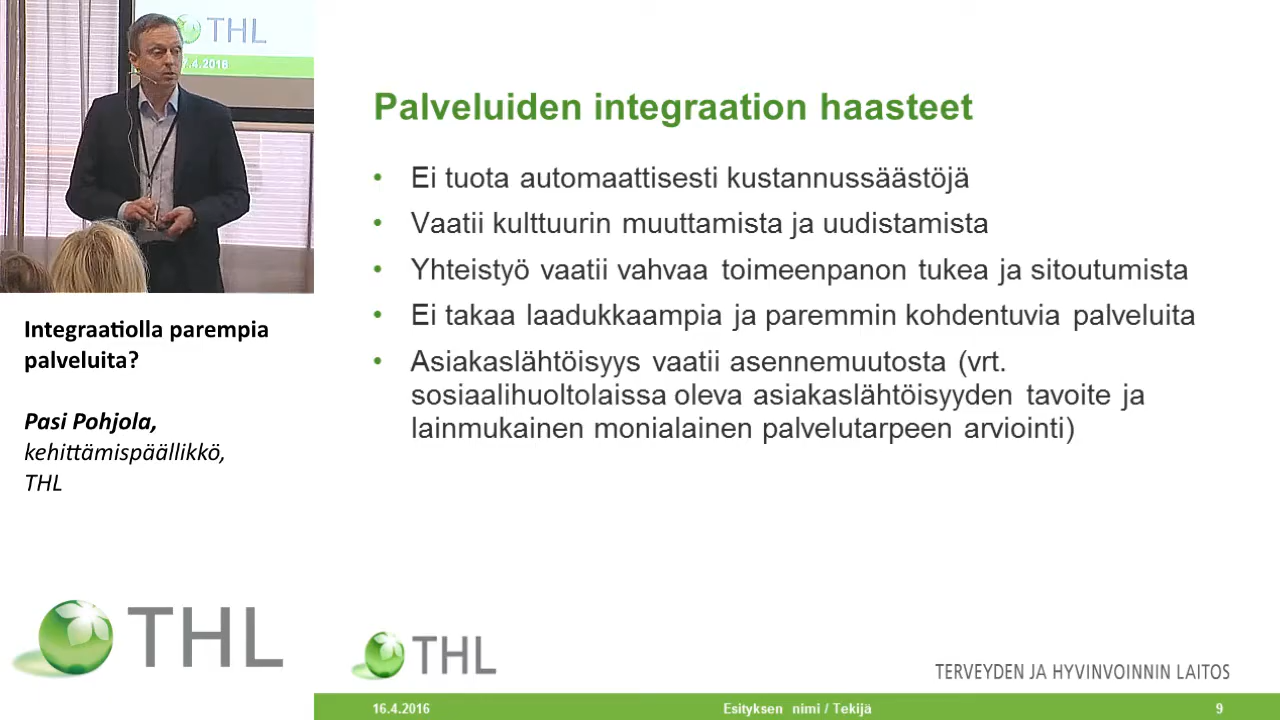 THL
7.4.2016
Palveluiden integraation haasteet
• Ei tuota automaattisesti kustannussäästöjä
• Vaatii kulttuurin muuttamista ja uudistamista
• Yhteistyö vaatii vahvaa toimeenpanon tukea ja sitoutumista
• Ei takaa laadukkaampia ja paremmin kohdentuvia palveluita
• Asiakaslähtöisyys vaatii asennemuutosta (vrt.
sosiaalihuoltolaissa oleva asiakaslähtöisyyden tavoite ja
lainmukainen monialainen palvelutarpeen arviointi)
Integraatiolla parempia
palveluita?
Pasi Pohjola,
kehittämispäällikkö,
THL
THL
THL
TERVEYDEN JA HYVINVOINNIN LAITOS
16.4.2016 Esityksen nimi / Tekijä 9